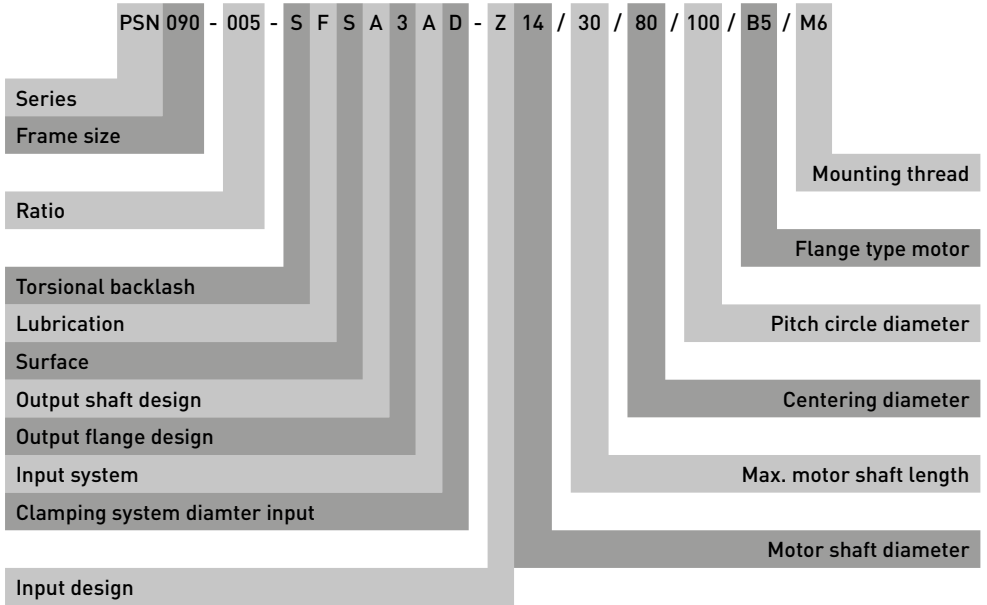 PSN 090 - 005 - S F S A 3 A D - Z 14 / 30 / 80 / 100 / B5 / M6
Series
Frame size
Mounting thread
Ratio
Flange type motor
Torsional backlash
Lubrication
Pitch circle diameter
Surface
Output shaft design
Centering diameter
Output flange design
Input system
Max. motor shaft length
Clamping system diamter input
Motor shaft diameter
Input design